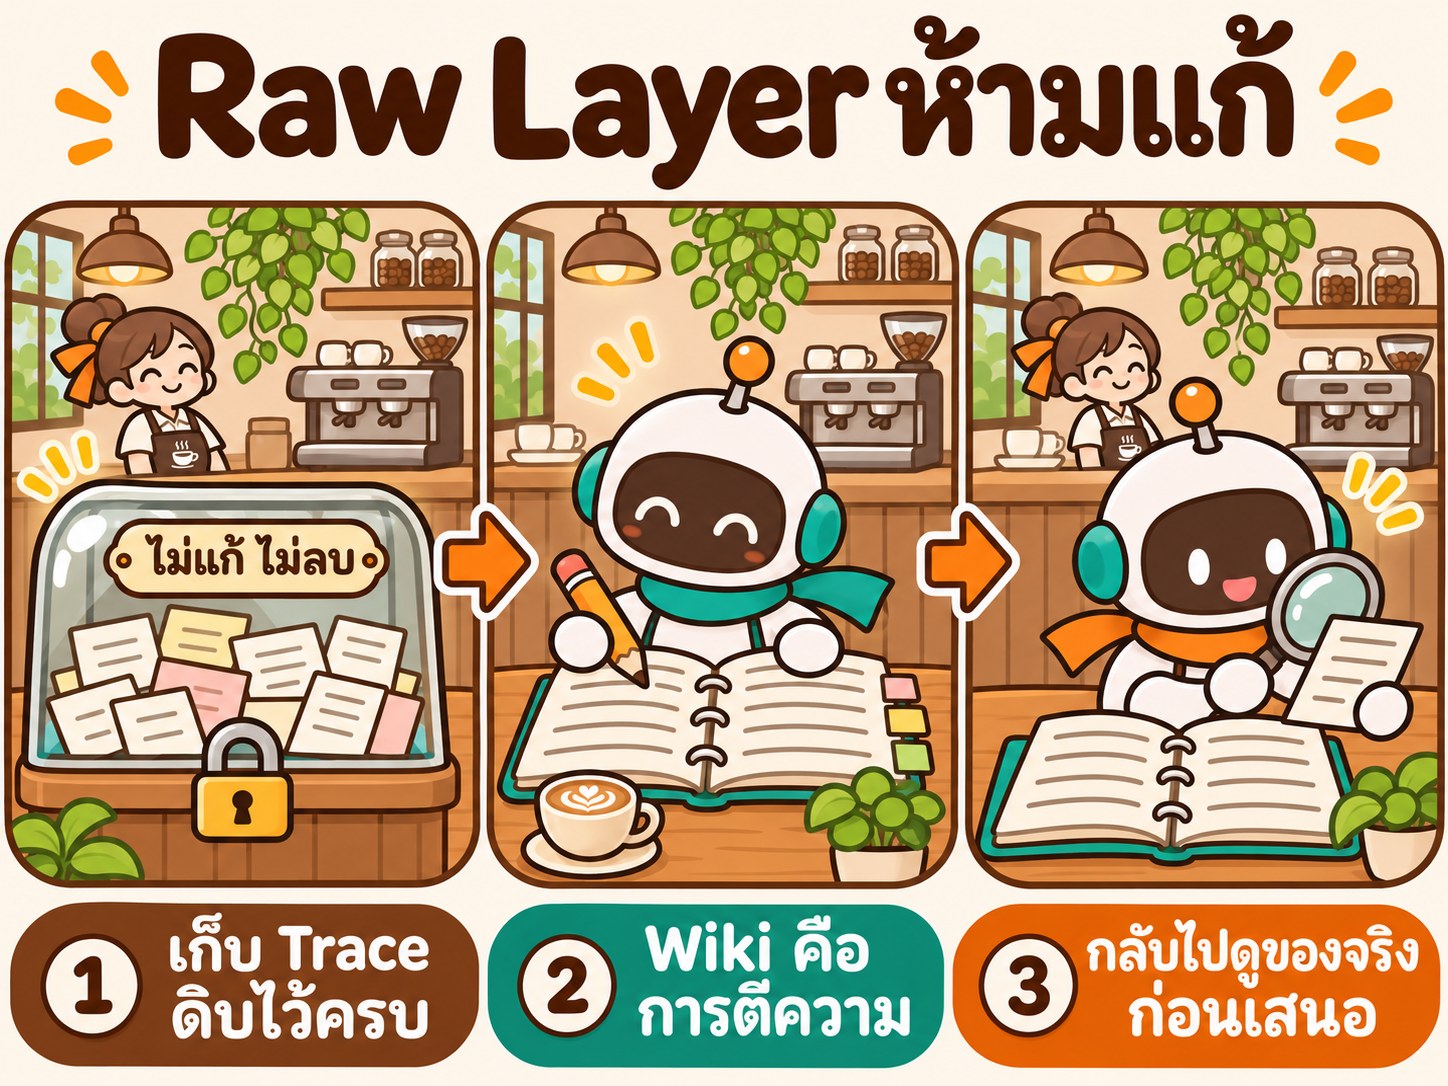 Raw Layer ห้ามแก้
ไม่แก้ ไม่ลบ
1
เก็บ Trace
ดิบไว้ครบ
2
Wiki คือ
การตีความ
3
กลับไปดูของจริง
ก่อนเสนอ